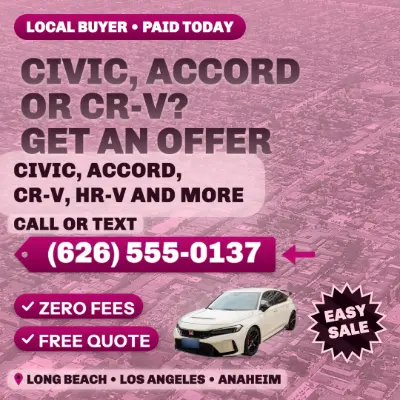 LOCAL BUYER • PAID TODAY
CIVIC, ACCORD
OR CR-V?
GET AN OFFER
CIVIC, ACCORD,
CR-V, HR-V AND MORE
CALL OR TEXT
(626) 555-0137
ZERO FEES
FREE QUOTE
EASY
SALE
LONG BEACH • LOS ANGELES • ANAHEIM